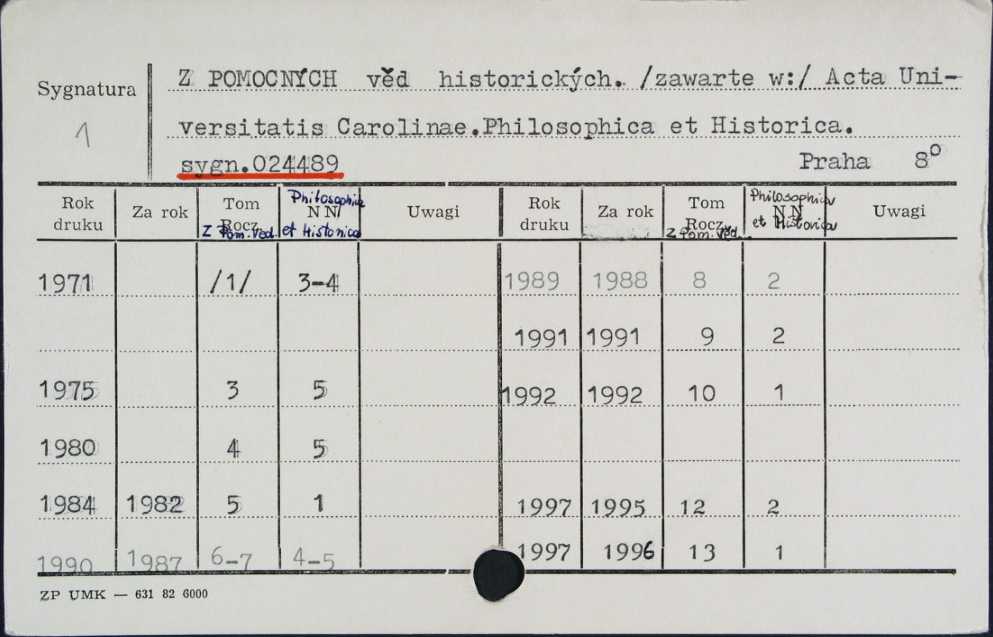 Sygnatura
1
Z POMOCNÝCH věd historických. /zawarte w:/ Acta Uni-
versitatis Carolinae.Philosophica et Historica.
sygn.024489 Praha 8°
Rok druku Za rok Tom Rocz. Z Pom. Věd. Philosophica N N et Historica Uwagi Rok druku Za rok Tom Rocz. Z Pom. Věd. Philosophica N N et Historica Uwagi
1971 /1/ 3-4 1989 1988 8 2
1991 1991 9 2
1975 3 5 1992 1992 10 1
1980 4 5
1984 1982 5 1 1997 1995 12 2
1990 1987 6-7 4-5 1997 1996 13 1
ZP UMK — 631 82 6000